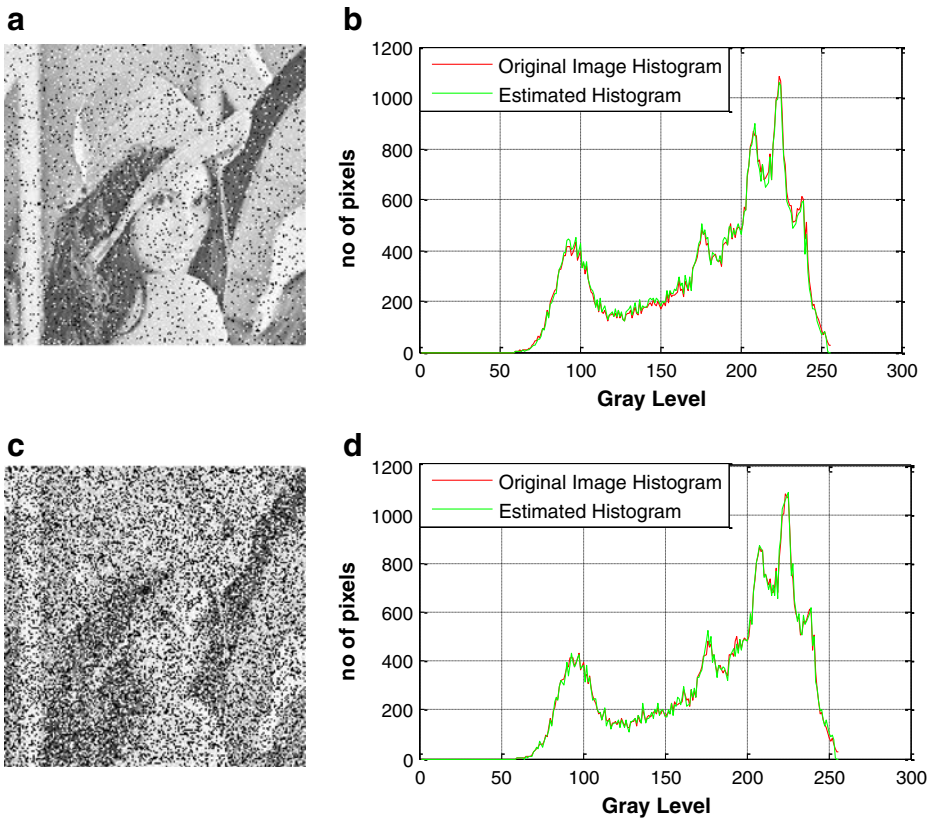 a
b
1200
1000
800
600
400
200
0
no of pixels
Original Image Histogram
Estimated Histogram
0 50 100 150 200 250 300
Gray Level
c
d
1200
1000
800
600
400
200
0
no of pixels
Original Image Histogram
Estimated Histogram
0 50 100 150 200 250 300
Gray Level